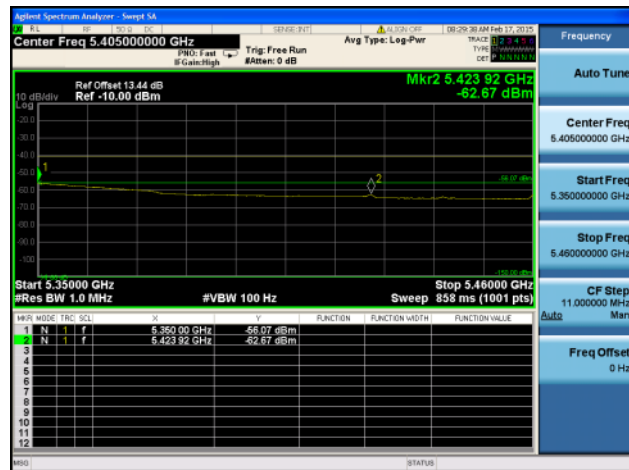 Agilent Spectrum Analyzer - Swept SA
RL RF 50 Ω DC SENSE:INT ALIGN OFF 08:29:38 AM Feb 17, 2015
Center Freq 5.405000000 GHz
PNO: Fast
IFGain:High
Trig: Free Run
#Atten: 0 dB
Avg Type: Log-Pwr
TRACE 1 2 3 4 5 6
TYPE
DET P N N N N N
Mkr2 5.423 92 GHz
-62.67 dBm
Ref Offset 13.44 dB
Ref -10.00 dBm
10 dB/div
Log
-20.0
-30.0
-40.0
-50.0
-60.0
-70.0
-80.0
-90.0
-100
1
2
-56.07 dBm
Start 5.35000 GHz
Stop 5.46000 GHz
#Res BW 1.0 MHz
#VBW 100 Hz
Sweep 858 ms (1001 pts)
MKR MODE TRC SCL X Y FUNCTION FUNCTION WIDTH FUNCTION VALUE
1 N 1 f 5.350 00 GHz -56.07 dBm
2 N 1 f 5.423 92 GHz -62.67 dBm
3
4
5
6
7
8
9
10
11
12
MSG
STATUS
Frequency
Auto Tune
Center Freq
5.405000000 GHz
Start Freq
5.350000000 GHz
Stop Freq
5.460000000 GHz
CF Step
11.000000 MHz
Auto Man
Freq Offset
0 Hz